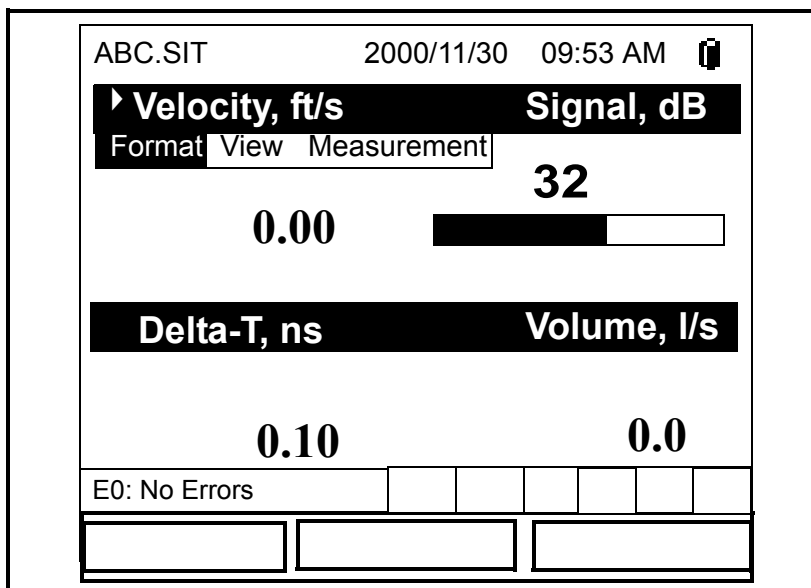 ABC.SIT 2000/11/30 09:53 AM
Velocity, ft/s Signal, dB
Format View Measurement
32
0.00
Delta-T, ns Volume, l/s
0.10 0.0
E0: No Errors